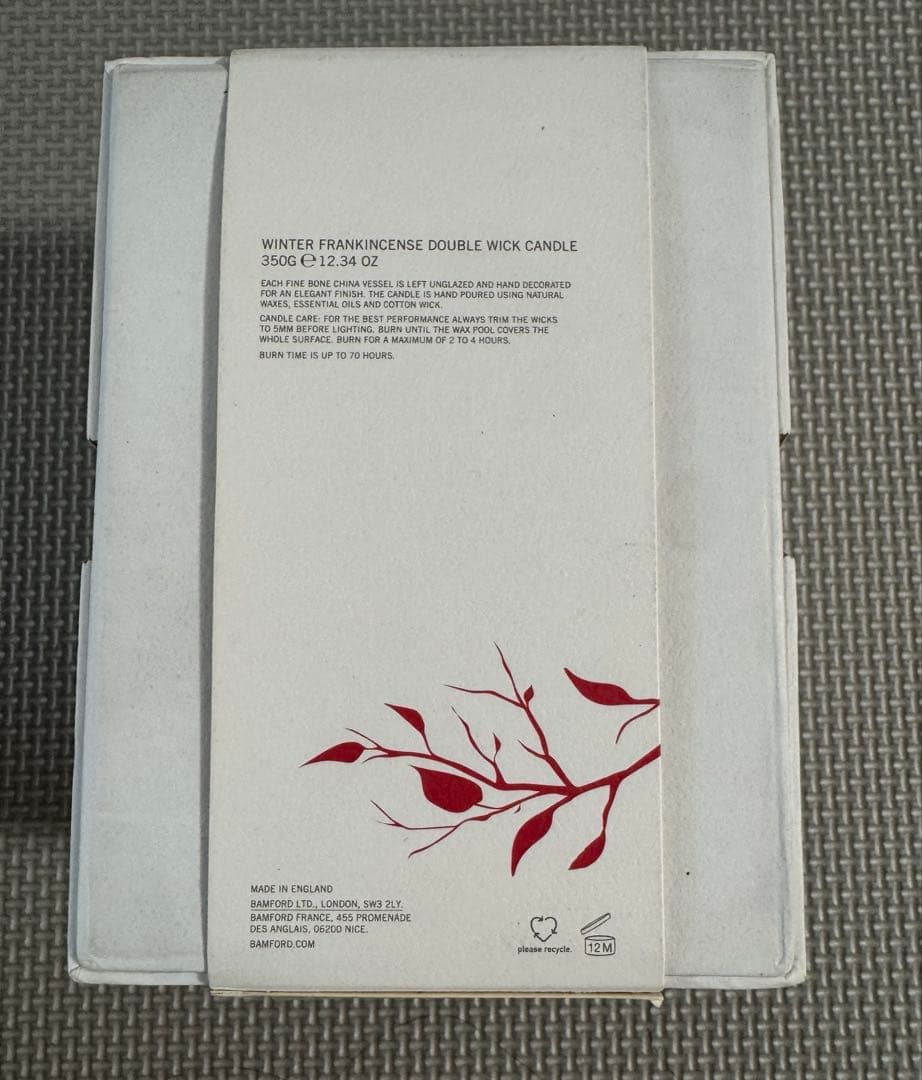 WINTER FRANKINCENSE DOUBLE WICK CANDLE
350G ℮ 12.34 OZ
EACH FINE BONE CHINA VESSEL IS LEFT UNGLAZED AND HAND DECORATED
FOR AN ELEGANT FINISH. THE CANDLE IS HAND POURED USING NATURAL
WAXES, ESSENTIAL OILS AND COTTON WICK.
CANDLE CARE: FOR THE BEST PERFORMANCE ALWAYS TRIM THE WICKS
TO 5MM BEFORE LIGHTING. BURN UNTIL THE WAX POOL COVERS THE
WHOLE SURFACE. BURN FOR A MAXIMUM OF 2 TO 4 HOURS.
BURN TIME IS UP TO 70 HOURS.
MADE IN ENGLAND
BAMFORD LTD., LONDON, SW3 2LY.
BAMFORD FRANCE, 455 PROMENADE
DES ANGLAIS, 06200 NICE.
BAMFORD.COM
please recycle.
12M